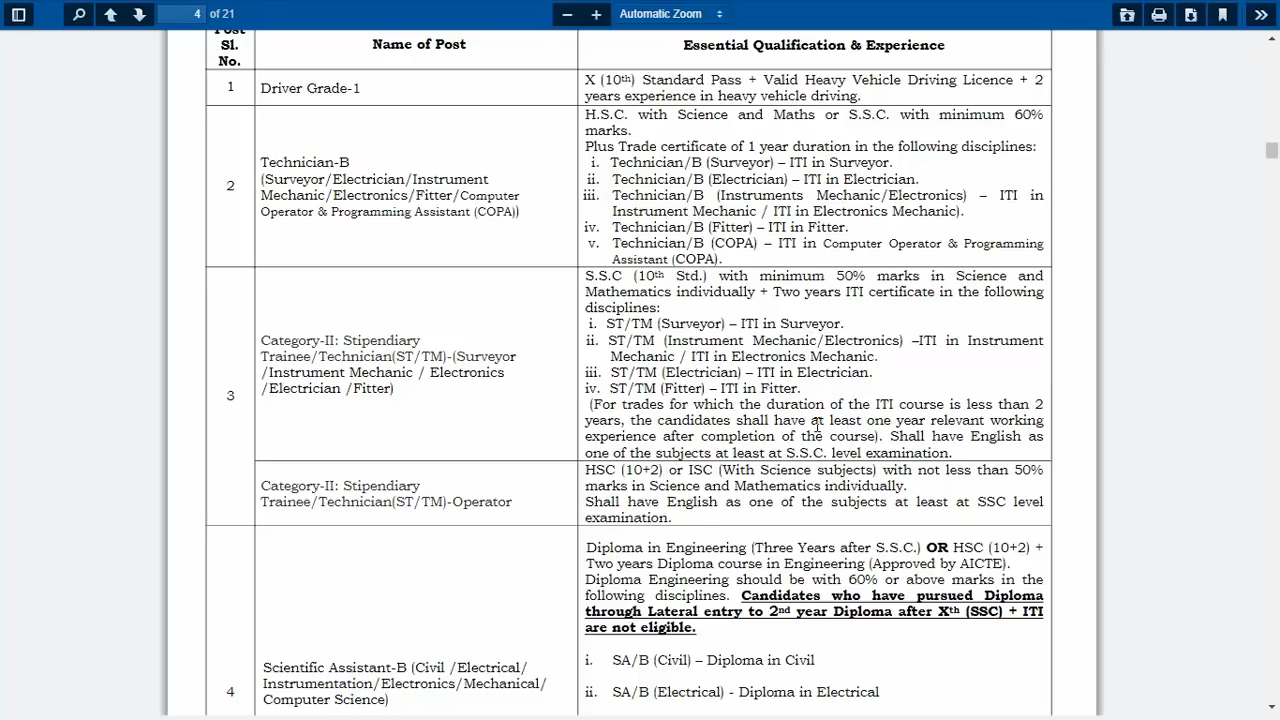 4 of 21
Automatic Zoom
Post
Sl.
No.
Name of Post
Essential Qualification & Experience
1
Driver Grade-1
X (10th) Standard Pass + Valid Heavy Vehicle Driving Licence + 2
years experience in heavy vehicle driving.
2
Technician-B
(Surveyor/Electrician/Instrument
Mechanic/Electronics/Fitter/Computer
Operator & Programming Assistant (COPA))
H.S.C. with Science and Maths or S.S.C. with minimum 60%
marks.
Plus Trade certificate of 1 year duration in the following disciplines:
i. Technician/B (Surveyor) – ITI in Surveyor.
ii. Technician/B (Electrician) – ITI in Electrician.
iii. Technician/B (Instruments Mechanic/Electronics) – ITI in
Instrument Mechanic / ITI in Electronics Mechanic).
iv. Technician/B (Fitter) – ITI in Fitter.
v. Technician/B (COPA) – ITI in Computer Operator & Programming
Assistant (COPA).
3
Category-II: Stipendiary
Trainee/Technician(ST/TM)-(Surveyor
/Instrument Mechanic / Electronics
/Electrician /Fitter)
S.S.C (10th Std.) with minimum 50% marks in Science and
Mathematics individually + Two years ITI certificate in the following
disciplines:
i. ST/TM (Surveyor) – ITI in Surveyor.
ii. ST/TM (Instrument Mechanic/Electronics) –ITI in Instrument
Mechanic / ITI in Electronics Mechanic.
iii. ST/TM (Electrician) – ITI in Electrician.
iv. ST/TM (Fitter) – ITI in Fitter.
(For trades for which the duration of the ITI course is less than 2
years, the candidates shall have at least one year relevant working
experience after completion of the course). Shall have English as
one of the subjects at least at S.S.C. level examination.
Category-II: Stipendiary
Trainee/Technician(ST/TM)-Operator
HSC (10+2) or ISC (With Science subjects) with not less than 50%
marks in Science and Mathematics individually.
Shall have English as one of the subjects at least at SSC level
examination.
4
Scientific Assistant-B (Civil /Electrical/
Instrumentation/Electronics/Mechanical/
Computer Science)
Diploma in Engineering (Three Years after S.S.C.) OR HSC (10+2) +
Two years Diploma course in Engineering (Approved by AICTE).
Diploma Engineering should be with 60% or above marks in the
following disciplines. Candidates who have pursued Diploma
through Lateral entry to 2nd year Diploma after Xth (SSC) + ITI
are not eligible.
i. SA/B (Civil) – Diploma in Civil
ii. SA/B (Electrical) - Diploma in Electrical